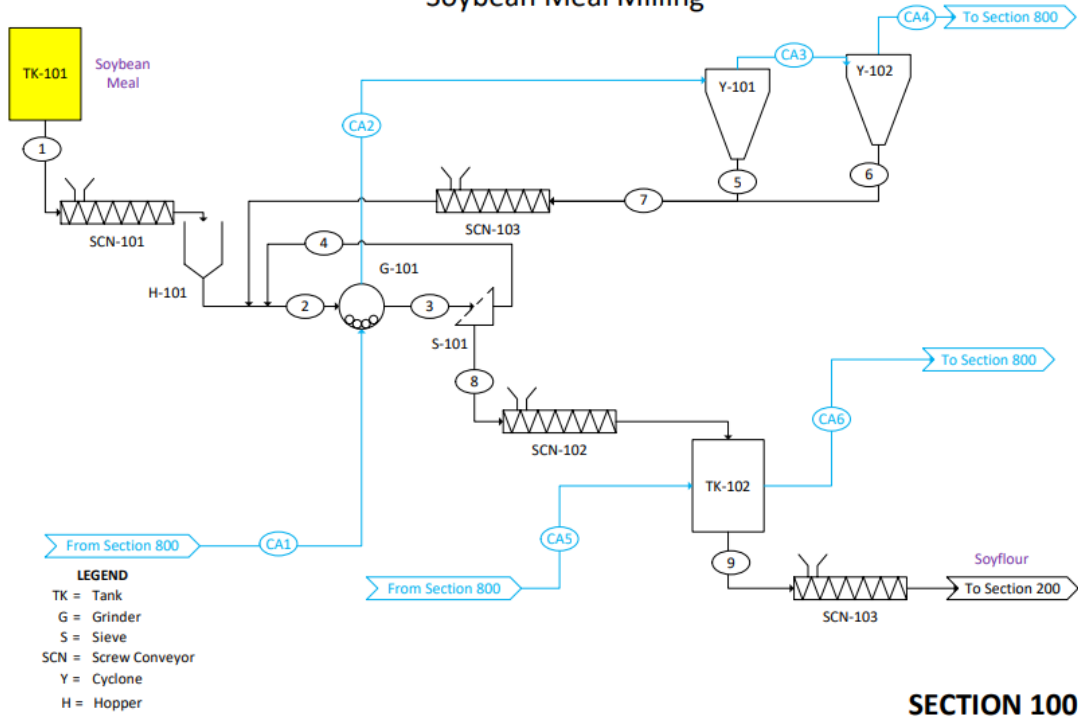 Soybean Meal Milling
CA4
To Section 800
TK-101
Soybean
Meal
CA3
Y-101
Y-102
CA2
1
5
6
7
SCN-101
SCN-103
4
G-101
H-101
2
3
S-101
8
To Section 800
SCN-102
CA6
TK-102
CA5
From Section 800
CA1
9
Soyflour
From Section 800
To Section 200
SCN-103
LEGEND
TK = Tank
G = Grinder
S = Sieve
SCN = Screw Conveyor
Y = Cyclone
H = Hopper
SECTION 100